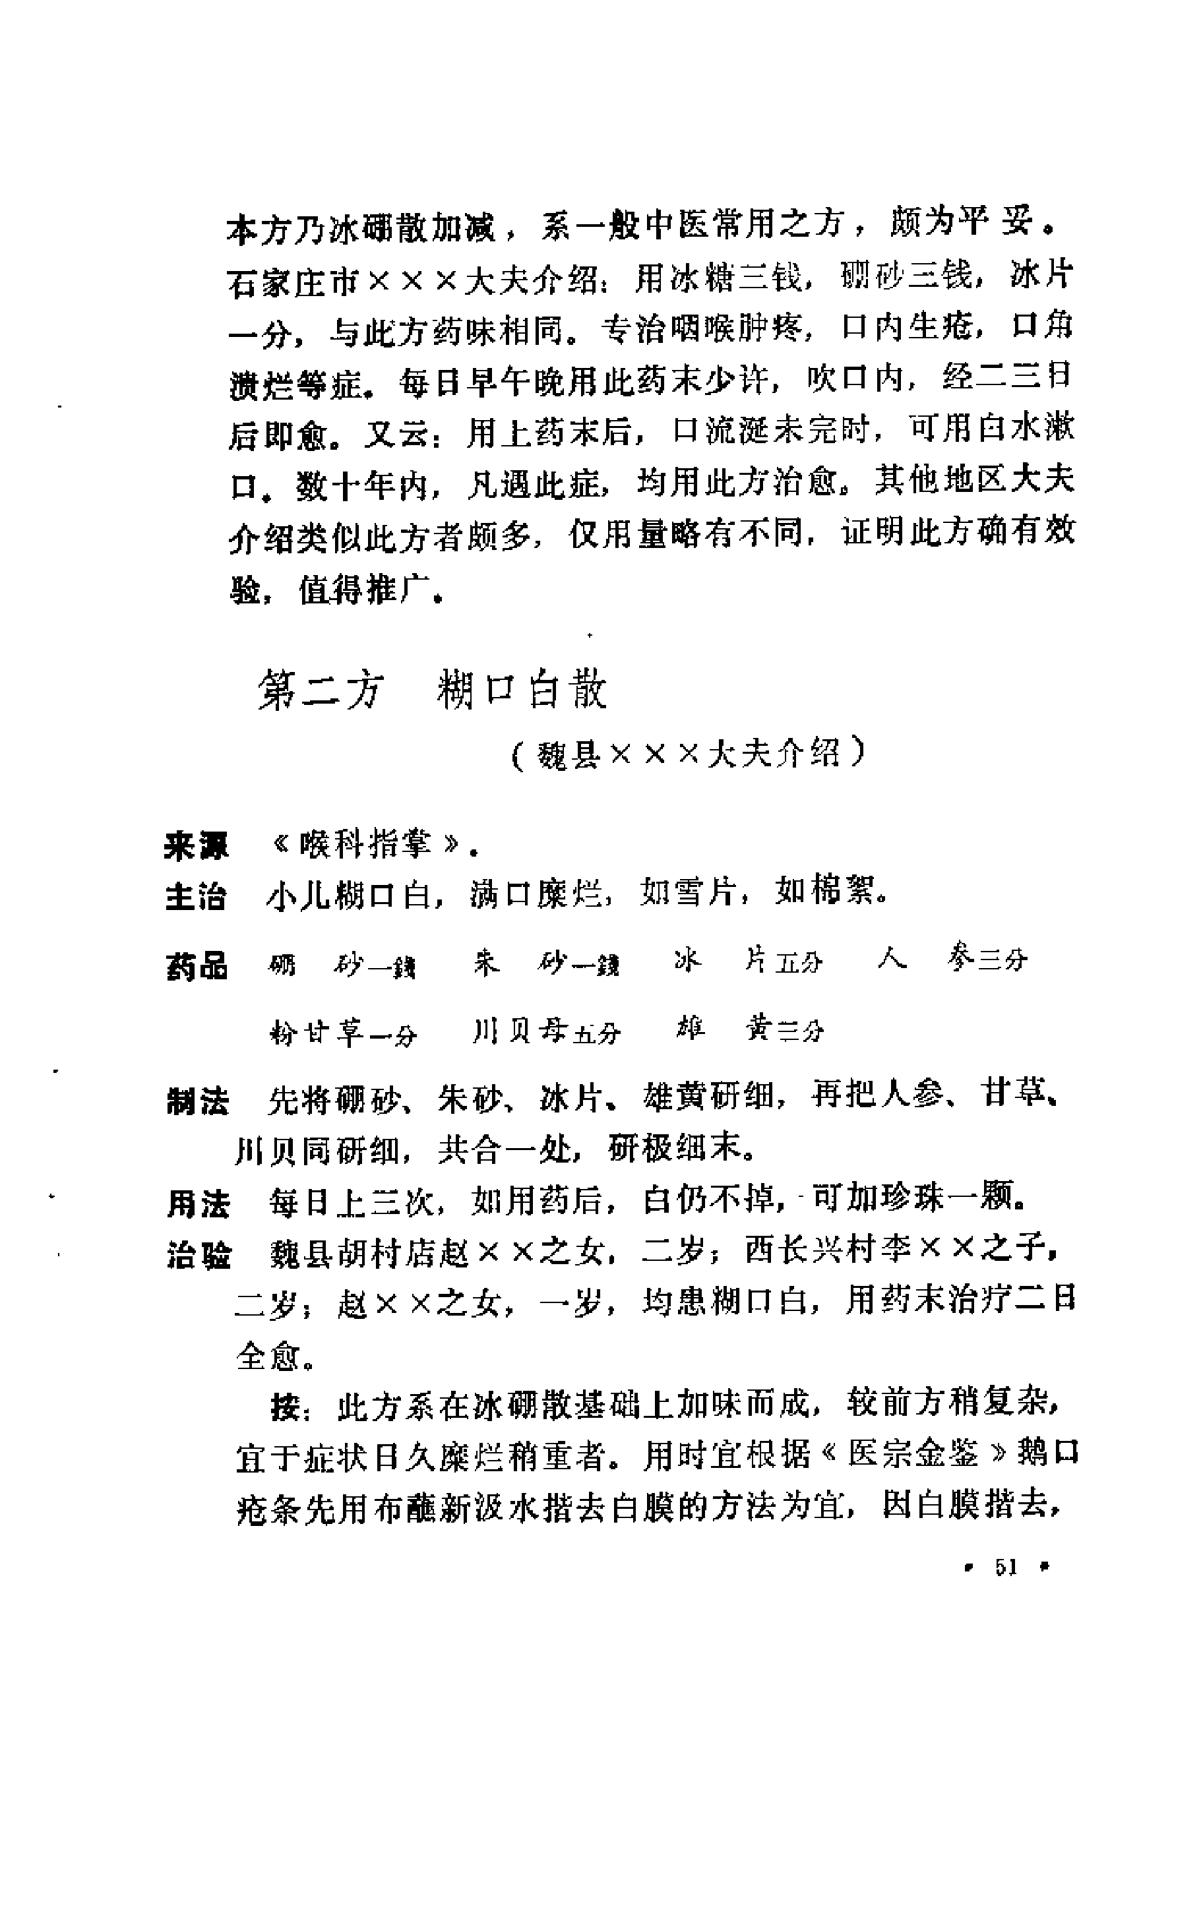 本方乃冰硼散加减，系一般中医常用之方，颇为平妥。
石家庄市×××大夫介绍：用冰糖三钱，硼砂三钱，冰片
一分，与此方药味相同。专治咽喉肿疼，口内生疮，口角
溃烂等症。每日早午晚用此药末少许，吹口内，经二三日
后即愈。又云：用上药末后，口流涎未完时，可用白水漱
口。数十年内，凡遇此症，均用此方治愈。其他地区大夫
介绍类似此方者颇多，仅用量略有不同，证明此方确有效
验，值得推广。
第二方　糊口白散
（魏县×××大夫介绍）
来源　《喉科指掌》.
主治　小儿糊口白，满口糜烂，如雪片，如棉絮。
药品　硼　砂一錢　朱　砂一錢　冰　片五分　人　参三分
粉甘草一分　川贝母五分　雄　黄三分
制法　先将硼砂、朱砂、冰片、雄黄研细，再把人参、甘草、
川贝同研细，共合一处，研极细末。
用法　每日上三次，如用药后，白仍不掉，可加珍珠一颗。
治验　魏县胡村店赵××之女，二岁；西长兴村李××之子，
二岁；赵××之女，一岁，均患糊口白，用药末治疗二日
全愈。
按：此方系在冰硼散基础上加味而成，较前方稍复杂，
宜于症状日久糜烂稍重者。用时宜根据《医宗金鉴》鹅口
疮条先用布蘸新汲水揩去白膜的方法为宜，因白膜揩去，
• 51 •